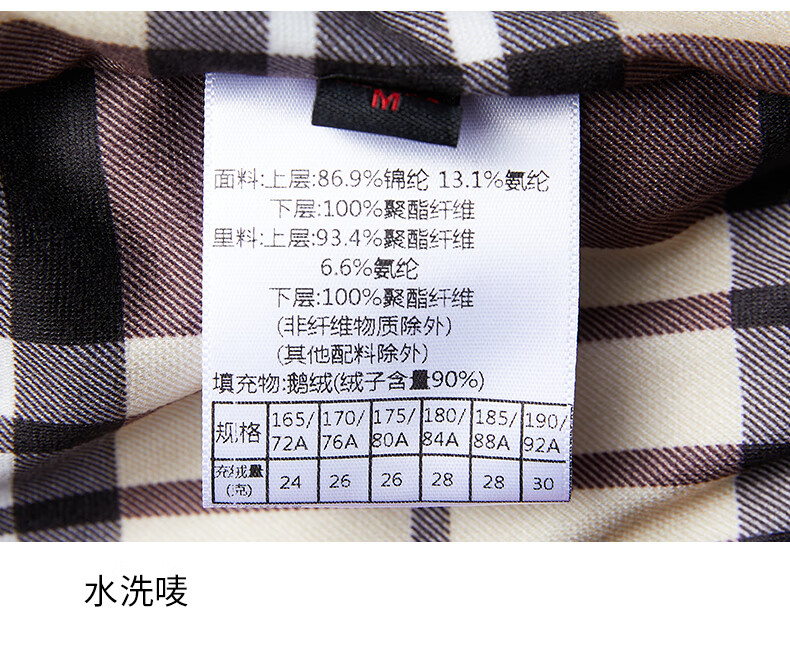 M
面料:上层:86.9%锦纶 13.1%氨纶
下层:100%聚酯纤维
里料:上层:93.4%聚酯纤维
6.6%氨纶
下层:100%聚酯纤维
(非纤维物质除外)
(其他配料除外)
填充物:鹅绒(绒子含量90%)
规格 165/72A 170/76A 175/80A 180/84A 185/88A 190/92A
充绒量(克) 24 26 26 28 28 30
水洗唛